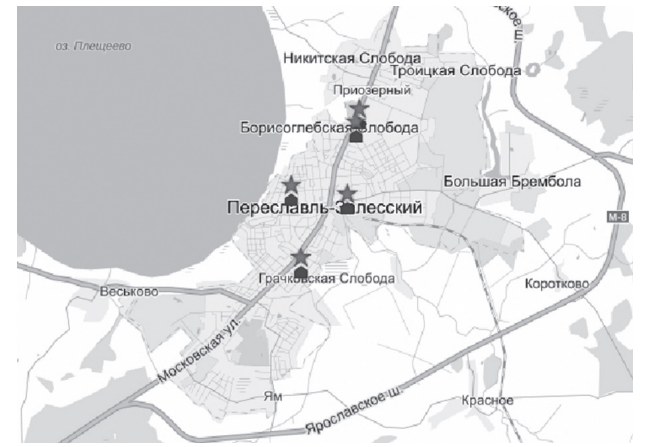 оз. Плещеево
ское ш.
Никитская Слобода
Троицкая Слобода
Приозерный
Борисоглебская Слобода
Большая Брембола
Переславль-Залесский
М-8
Грачковская Слобода
Веськово
Коротково
Московская ул.
Ям
Ярославское ш.
Красное